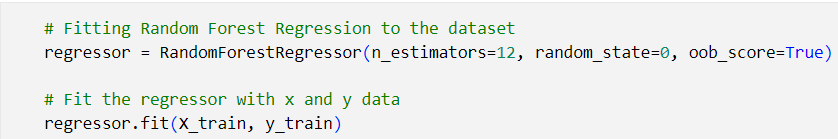 # Fitting Random Forest Regression to the dataset
regressor = RandomForestRegressor(n_estimators=12, random_state=0, oob_score=True)
# Fit the regressor with x and y data
regressor.fit(X_train, y_train)